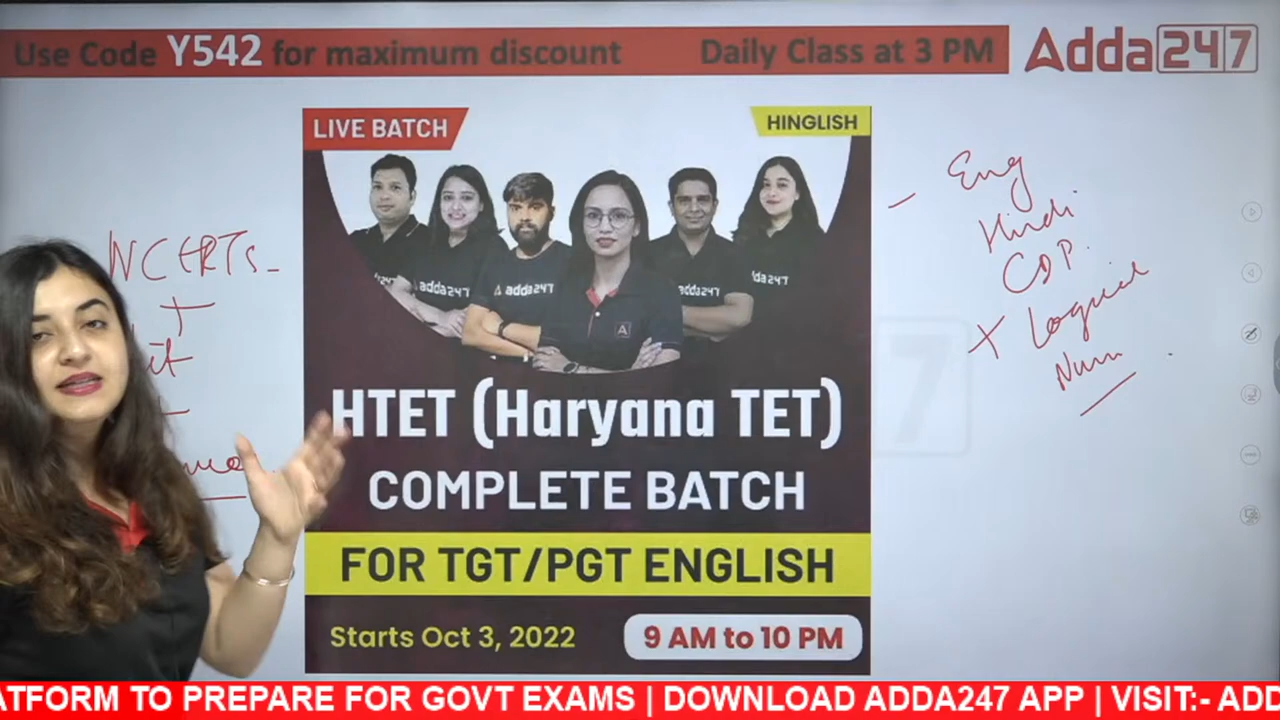 Use Code Y542 for maximum discount
Daily Class at 3 PM
Adda247
LIVE BATCH
HINGLISH
adda247
adda247
adda247
HTET (Haryana TET)
COMPLETE BATCH
FOR TGT/PGT ENGLISH
Starts Oct 3, 2022
9 AM to 10 PM
NCERTs
+
Eng
Hindi
CDP
+ Logical
Num
ATFORM TO PREPARE FOR GOVT EXAMS | DOWNLOAD ADDA247 APP | VISIT:- ADD